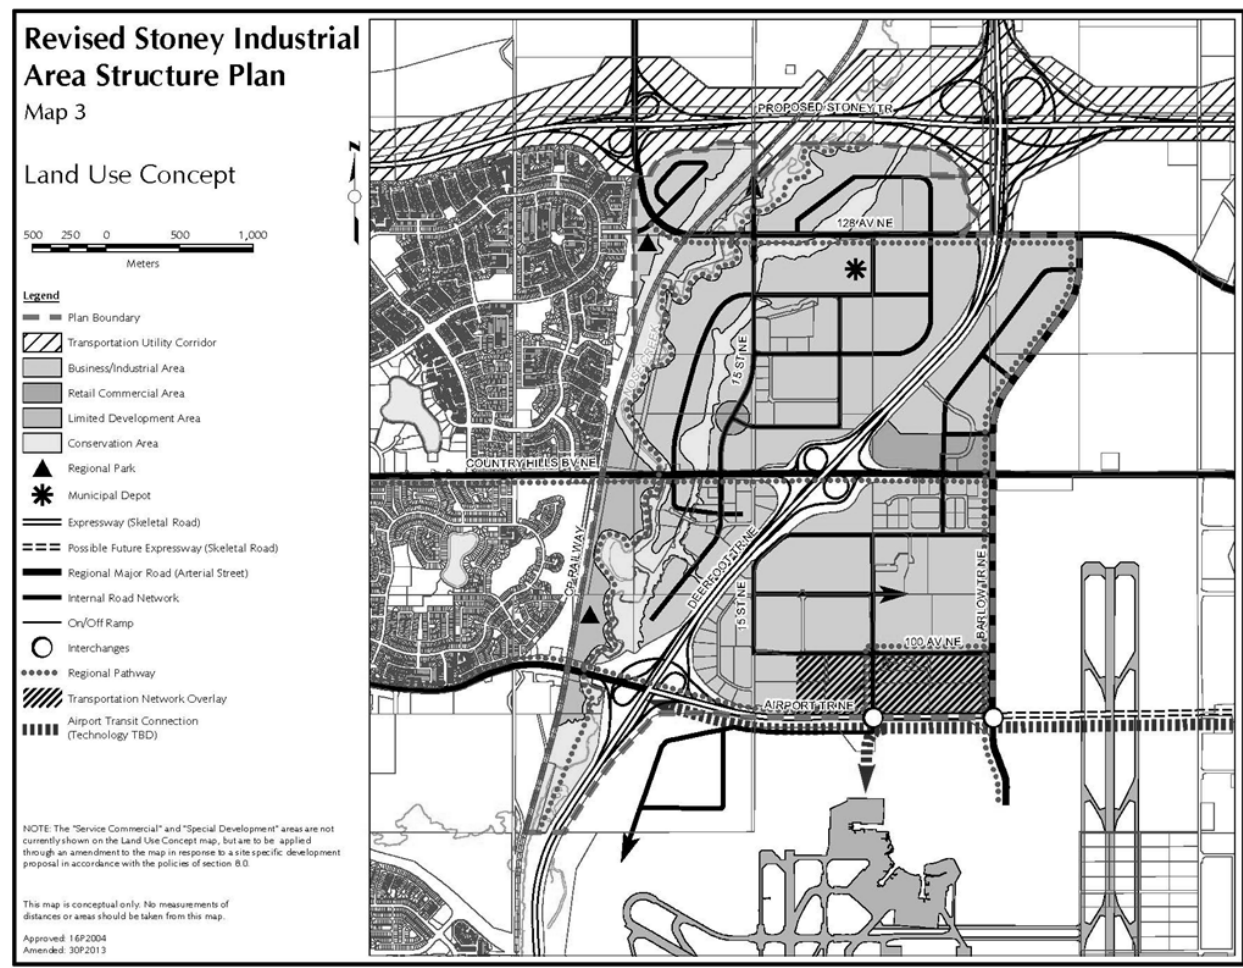 Revised Stoney Industrial
Area Structure Plan
Map 3
Land Use Concept
N
500 250 0 500 1,000
Meters
Legend
Plan Boundary
Transportation Utility Corridor
Business/Industrial Area
Retail Commercial Area
Limited Development Area
Conservation Area
Regional Park
Municipal Depot
Expressway (Skeletal Road)
Possible Future Expressway (Skeletal Road)
Regional Major Road (Arterial Street)
Internal Road Network
On/Off Ramp
Interchanges
Regional Pathway
Transportation Network Overlay
Airport Transit Connection
(Technology TBD)
NOTE: The "Service Commercial" and "Special Development" areas are not
currently shown on the Land Use Concept map, but are to be applied
through an amendment to the map in response to a site specific development
proposal in accordance with the policies of section 8.0.
This map is conceptual only. No measurements of
distances or areas should be taken from this map.
Approved: 16P2004
Amended: 30P2013
PROPOSED STONEY TR
128 AV NE
NOSE CREEK
15 ST NE
COUNTRY HILLS BV NE
CP RAILWAY
DEERFOOT TR NE
15 ST NE
BARLOW TR NE
100 AV NE
AIRPORT TR NE